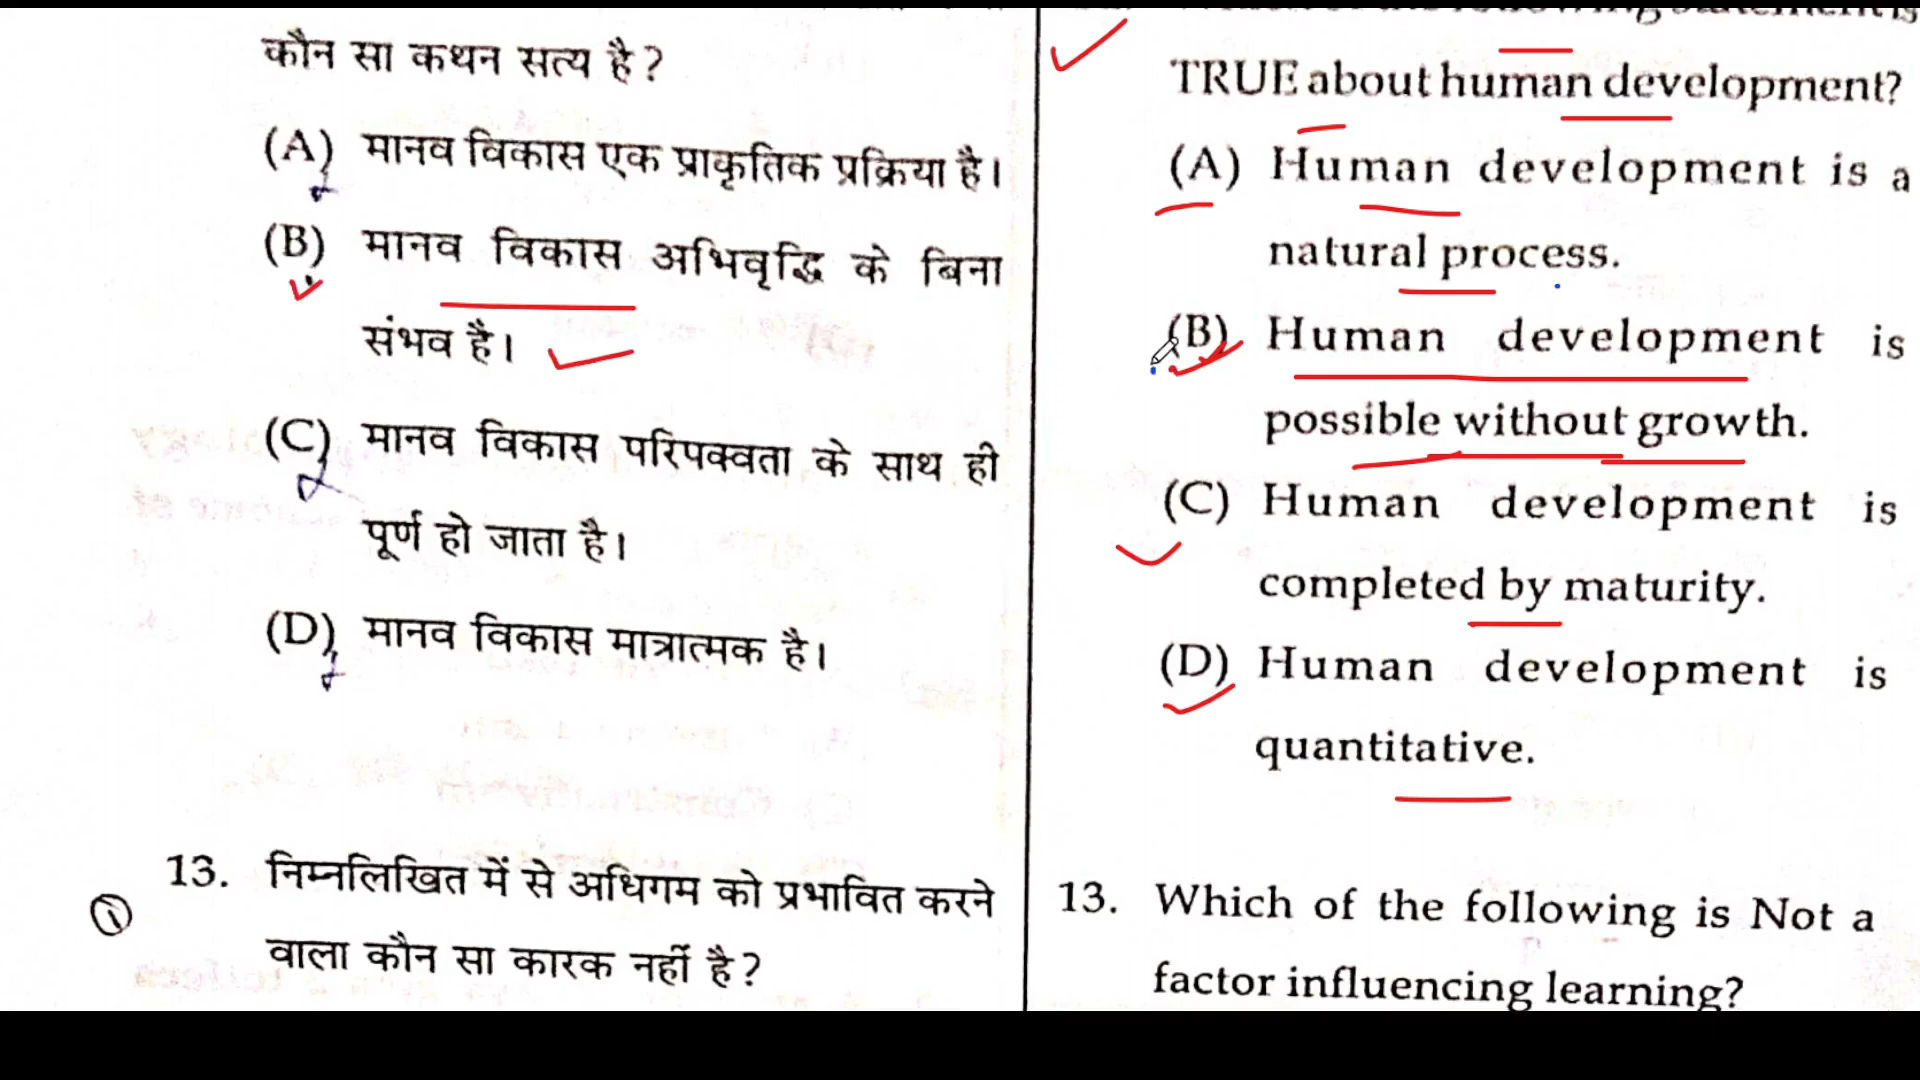 कौन सा कथन सत्य है?
(A) मानव विकास एक प्राकृतिक प्रक्रिया है।
(B) मानव विकास अभिवृद्धि के बिना
संभव है।
(C) मानव विकास परिपक्वता के साथ ही
पूर्ण हो जाता है।
(D) मानव विकास मात्रात्मक है।
13. निम्नलिखित में से अधिगम को प्रभावित करने
वाला कौन सा कारक नहीं है?
TRUE about human development?
(A) Human development is a
natural process.
(B) Human development is
possible without growth.
(C) Human development is
completed by maturity.
(D) Human development is
quantitative.
13. Which of the following is Not a
factor influencing learning?